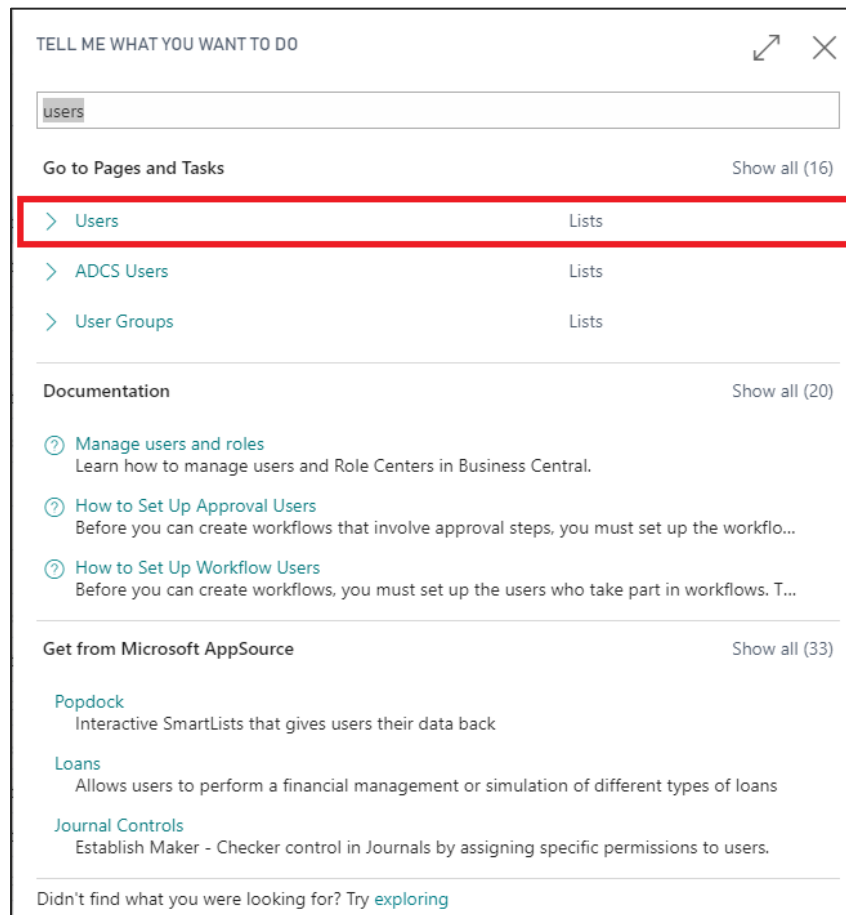 TELL ME WHAT YOU WANT TO DO
users
Go to Pages and Tasks Show all (16)
Users Lists
ADCS Users Lists
User Groups Lists
Documentation Show all (20)
Manage users and roles
Learn how to manage users and Role Centers in Business Central.
How to Set Up Approval Users
Before you can create workflows that involve approval steps, you must set up the workflo...
How to Set Up Workflow Users
Before you can create workflows, you must set up the users who take part in workflows. T...
Get from Microsoft AppSource Show all (33)
Popdock
Interactive SmartLists that gives users their data back
Loans
Allows users to perform a financial management or simulation of different types of loans
Journal Controls
Establish Maker - Checker control in Journals by assigning specific permissions to users.
Didn't find what you were looking for? Try exploring